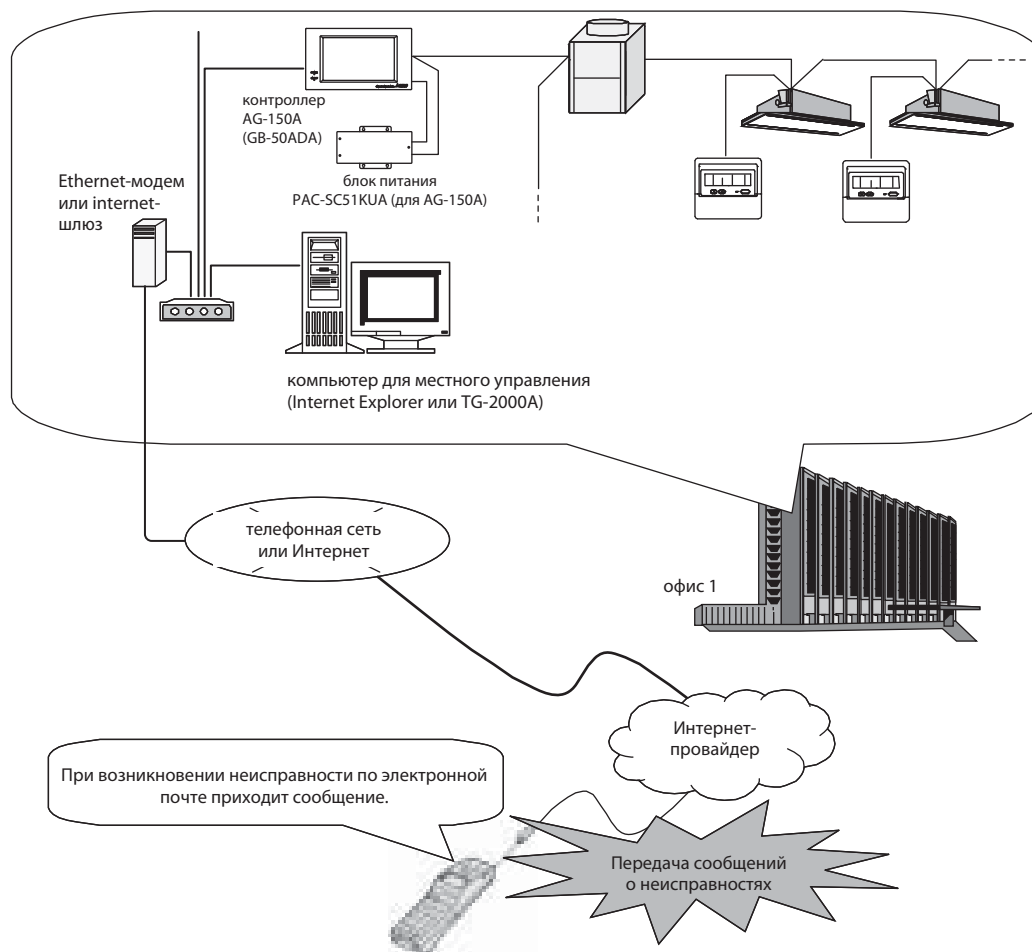 контроллер
AG-150A
(GB-50ADA)
блок питания
PAC-SC51KUA (для AG-150A)
Ethernet-модем
или internet-
шлюз
компьютер для местного управления
(Internet Explorer или TG-2000A)
телефонная сеть
или Интернет
офис 1
Интернет-
провайдер
При возникновении неисправности по электронной
почте приходит сообщение.
Передача сообщений
о неисправностях